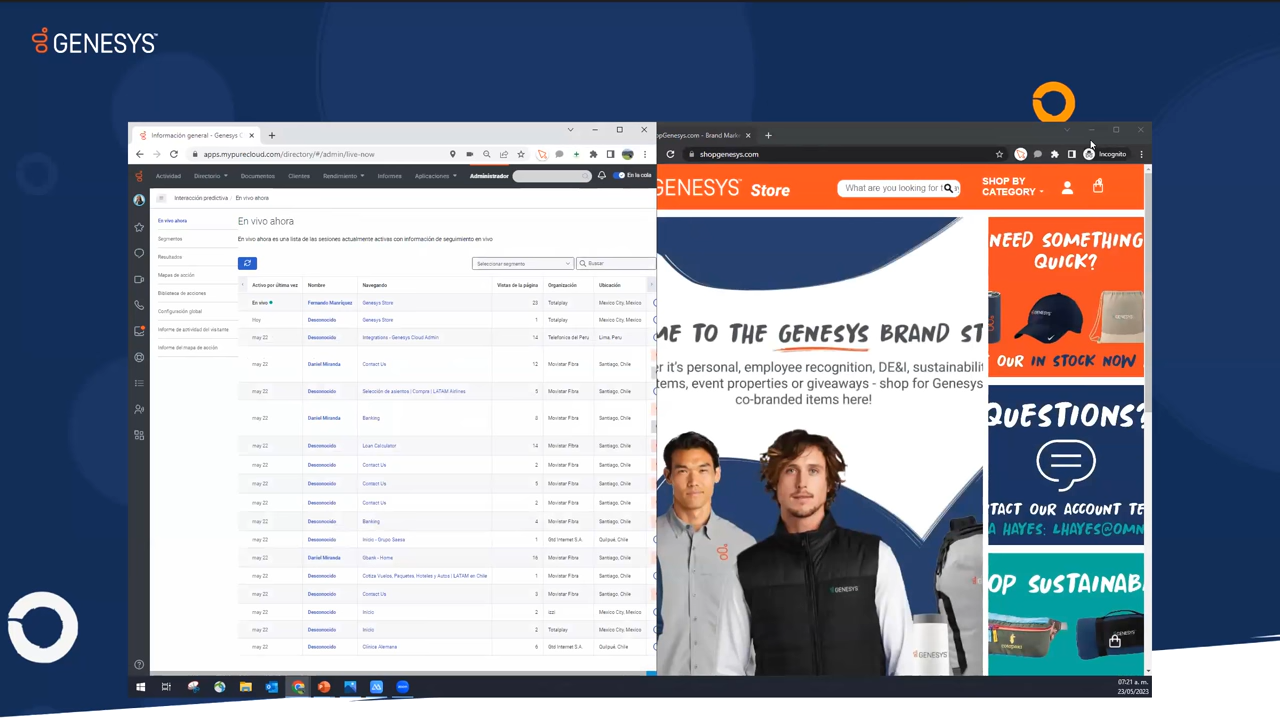 GENESYS™
Información general - Genesys C
apps.mypurecloud.com/directory/#/admin/live-now
Actividad Directorio Documentos Clientes Rendimiento Informes Aplicaciones Administrador En la cola
Interacción predictiva / En vivo ahora
En vivo ahora
Segmentos
Resultados
Mapas de acción
Biblioteca de acciones
Configuración global
Informe de actividad del visitante
Informe del mapa de acción
En vivo ahora
En vivo ahora es una lista de las sesiones actualmente activas con información de seguimiento en vivo
Seleccionar segmento Buscar
Activo por última vez Nombre Navegando Vistas de la página Organización Ubicación
En vivo Fernando Manríquez Genesys Store 23 Totalplay Mexico City, Mexico
Hoy Desconocido Genesys Store 1 Totalplay Mexico City, Mexico
may 22 Desconocido Integrations - Genesys Cloud Admin 14 Telefonica del Peru Lima, Peru
may 22 Daniel Miranda Contact Us 12 Movistar Fibra Santiago, Chile
may 22 Desconocido Selección de asientos | Compra | LATAM Airlines 5 Movistar Fibra Santiago, Chile
may 22 Daniel Miranda Banking 8 Movistar Fibra Santiago, Chile
may 22 Desconocido Loan Calculator 14 Movistar Fibra Santiago, Chile
may 22 Desconocido Contact Us 2 Movistar Fibra Santiago, Chile
may 22 Desconocido Contact Us 5 Movistar Fibra Santiago, Chile
may 22 Desconocido Contact Us 2 Movistar Fibra Santiago, Chile
may 22 Desconocido Banking 4 Movistar Fibra Santiago, Chile
may 22 Desconocido Inicio - Grupo Saesa 1 Gtd Internet S.A. Quilpué, Chile
may 22 Daniel Miranda Gbank - Home 16 Movistar Fibra Santiago, Chile
may 22 Desconocido Cotiza Vuelos, Paquetes, Hoteles y Autos | LATAM en Chile 1 Movistar Fibra Santiago, Chile
may 22 Desconocido Contact Us 3 Movistar Fibra Santiago, Chile
may 22 Desconocido Inicio 2 izzi Mexico City, Mexico
may 22 Desconocido Inicio 2 Totalplay Mexico City, Mexico
may 22 Desconocido Clínica Alemana 6 Gtd Internet S.A. Quilpué, Chile
opGenesys.com - Brand Mark
shopgenesys.com
Incognito
GENESYS™ Store
What are you looking for t
SHOP BY
CATEGORY
ME TO THE GENESYS BRAND ST
er it's personal, employee recognition, DE&I, sustainabili
tems, event properties or giveaways - shop for Genesys
co-branded items here!
GENESYS
GENESYS
NEED SOMETHING
QUICK?
GENESYS
GENESYS
OUR IN STOCK NOW
QUESTIONS?
TACT OUR ACCOUNT TE
A HAYES: LHAYES@OMN
OP SUSTAINAB
COTOPAXI
GENESYS
07:21 a. m.
23/05/2023